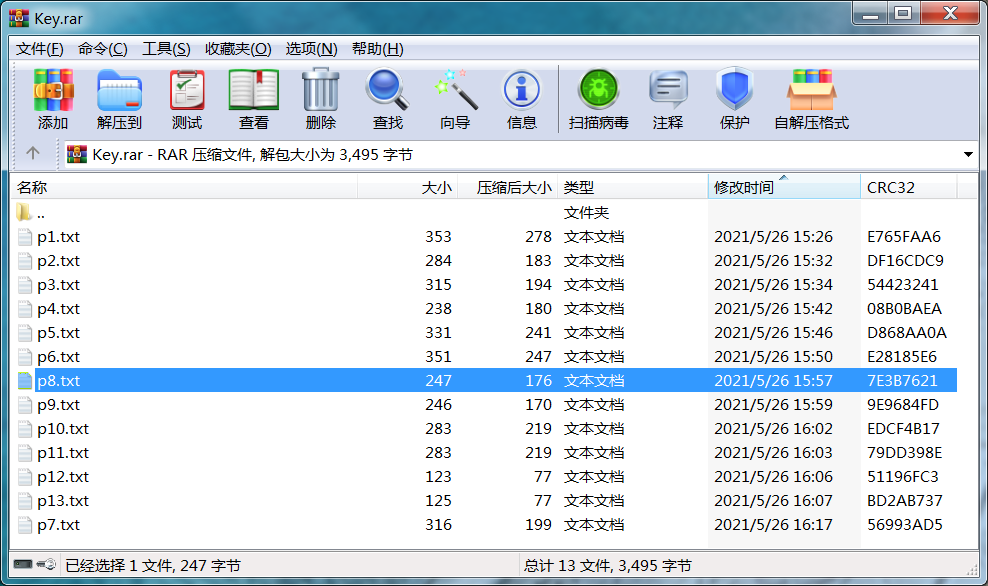 Key.rar
文件(F) 命令(C) 工具(S) 收藏夹(O) 选项(N) 帮助(H)
添加 解压到 测试 查看 删除 查找 向导 信息 扫描病毒 注释 保护 自解压格式
Key.rar - RAR 压缩文件, 解包大小为 3,495 字节
名称 大小 压缩后大小 类型 修改时间 CRC32
.. 文件夹
p1.txt 353 278 文本文档 2021/5/26 15:26 E765FAA6
p2.txt 284 183 文本文档 2021/5/26 15:32 DF16CDC9
p3.txt 315 194 文本文档 2021/5/26 15:34 54423241
p4.txt 238 180 文本文档 2021/5/26 15:42 08B0BAEA
p5.txt 331 241 文本文档 2021/5/26 15:46 D868AA0A
p6.txt 351 247 文本文档 2021/5/26 15:50 E28185E6
p8.txt 247 176 文本文档 2021/5/26 15:57 7E3B7621
p9.txt 246 170 文本文档 2021/5/26 15:59 9E9684FD
p10.txt 283 219 文本文档 2021/5/26 16:02 EDCF4B17
p11.txt 283 219 文本文档 2021/5/26 16:03 79DD398E
p12.txt 123 77 文本文档 2021/5/26 16:06 51196FC3
p13.txt 125 77 文本文档 2021/5/26 16:07 BD2AB737
p7.txt 316 199 文本文档 2021/5/26 16:17 56993AD5
已经选择 1 文件, 247 字节 总计 13 文件, 3,495 字节